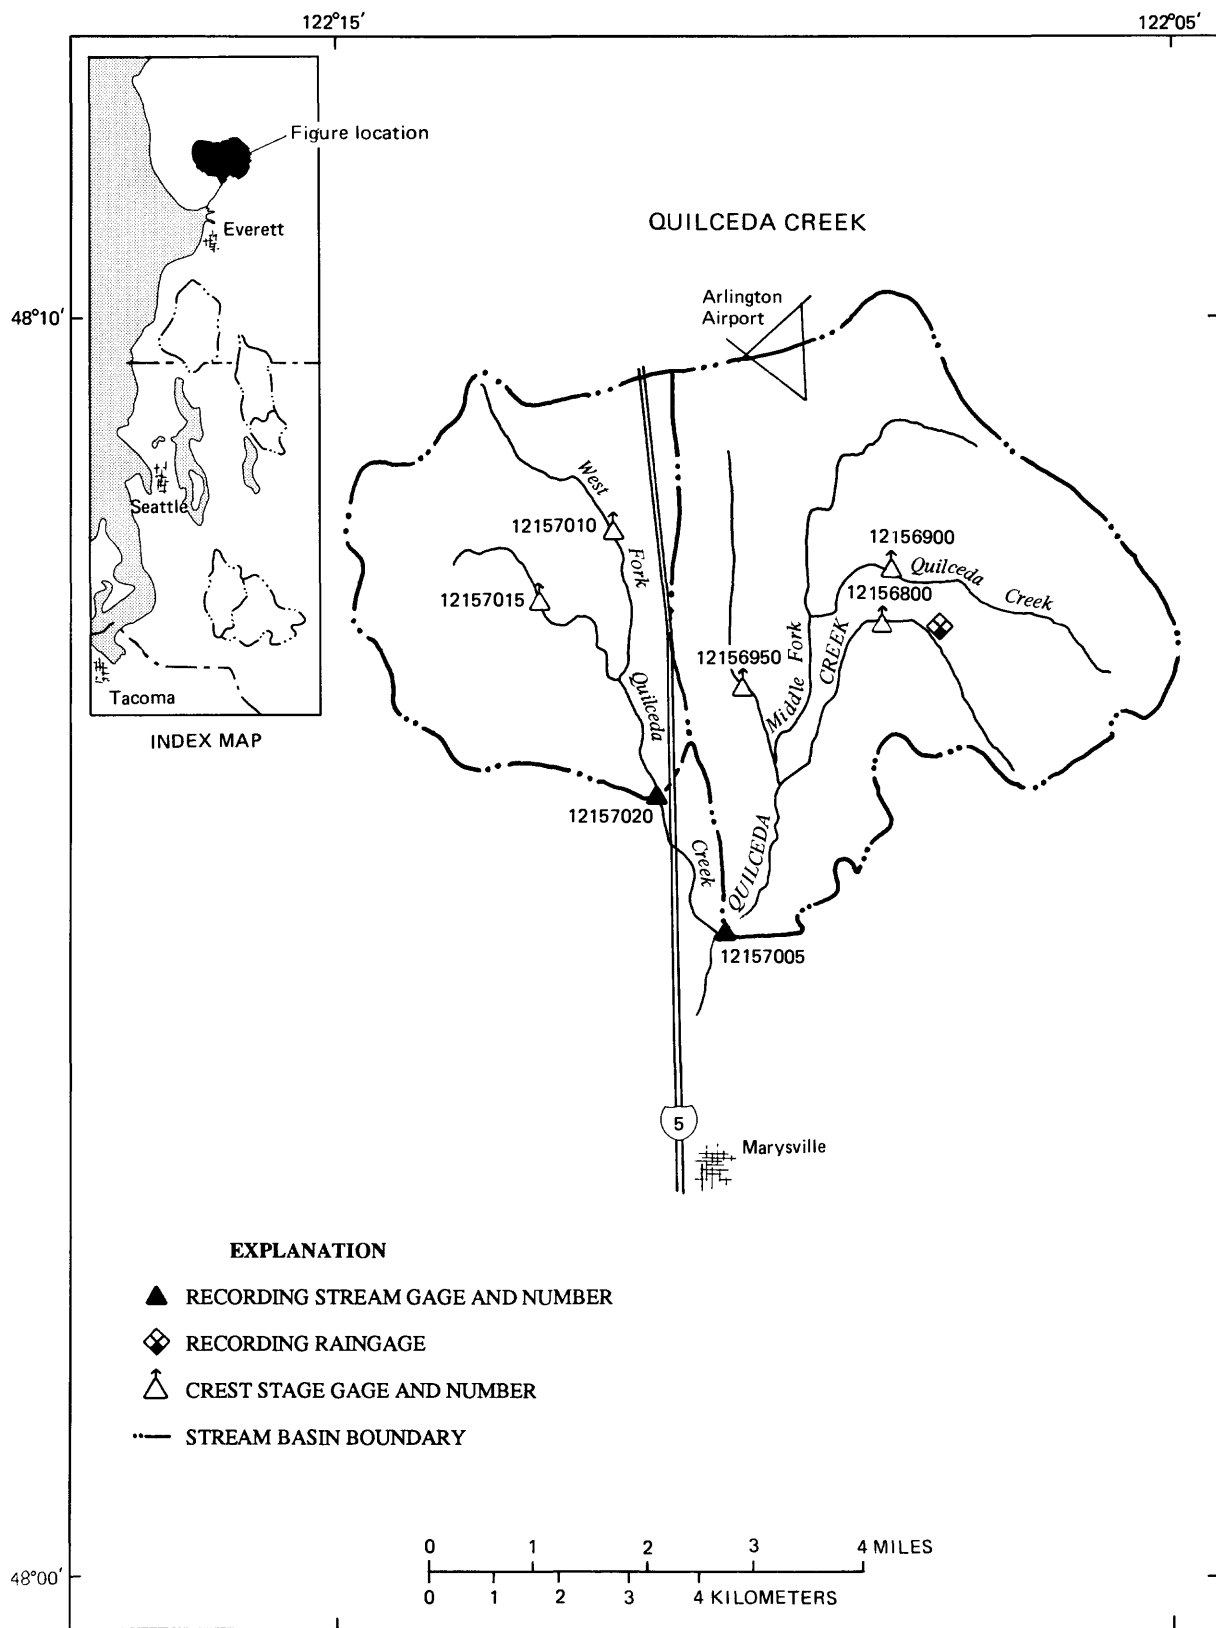 122°15′
122°05′
Figure location
Everett
Seattle
Tacoma
INDEX MAP
QUILCEDA CREEK
48°10′
Arlington
Airport
West
Fork
Quilceda
Creek
12157010
12157015
12156900
Quilceda
Creek
12156800
12156950
Middle Fork
QUILCEDA
CREEK
12157020
12157005
5
Marysville
EXPLANATION
RECORDING STREAM GAGE AND NUMBER
RECORDING RAINGAGE
CREST STAGE GAGE AND NUMBER
STREAM BASIN BOUNDARY
48°00′
0 1 2 3 4 MILES
0 1 2 3 4 KILOMETERS